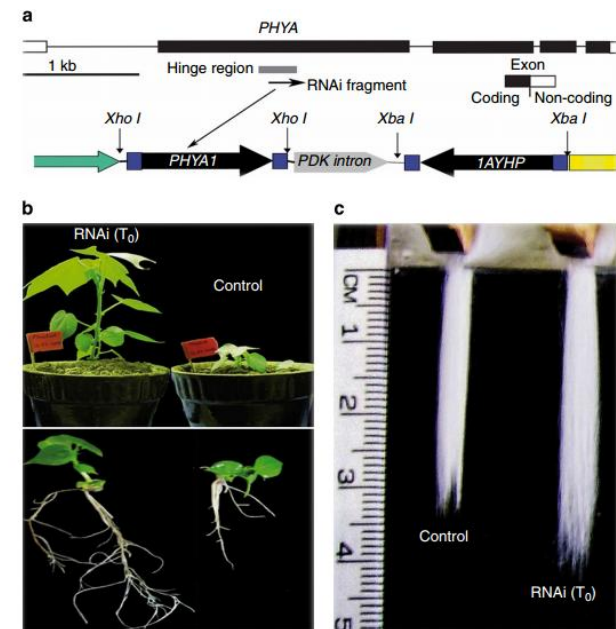 a
PHYA
1 kb
Hinge region
RNAi fragment
Exon
Coding
Non-coding
Xho I
Xho I
Xba I
Xba I
PHYA1
PDK intron
1AYHP
b
RNAi (T₀)
Control
c
CM
1
2
3
4
5
Control
RNAi (T₀)